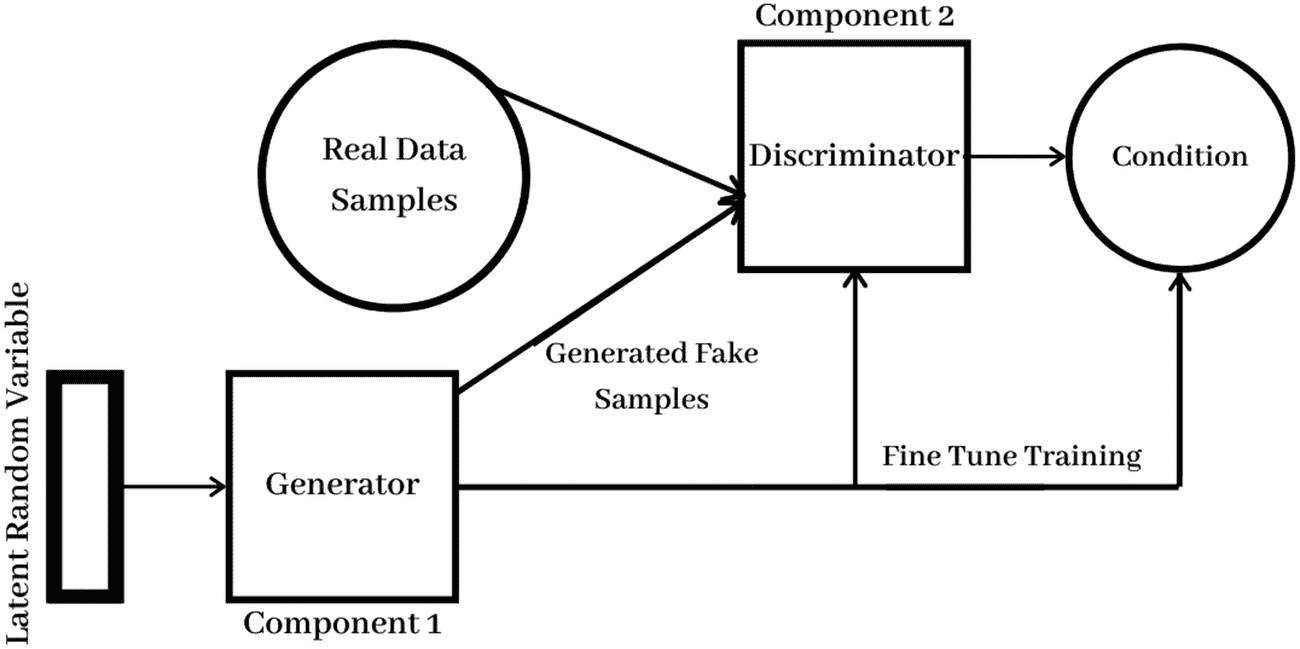 Component 2
Real Data
Samples
Discriminator
Condition
Latent Random Variable
Generated Fake
Samples
Fine Tune Training
Generator
Component 1